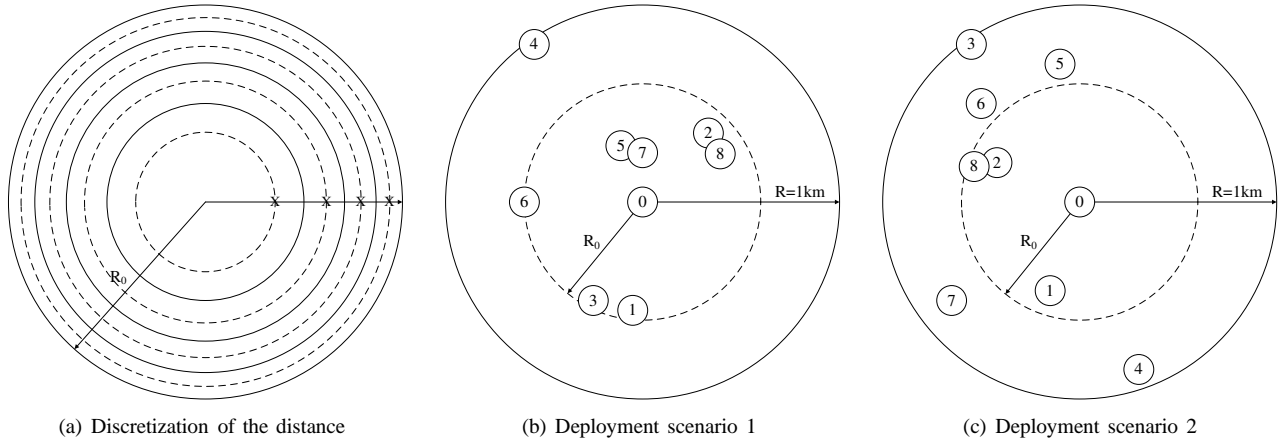 4
3
5
6
2
5
7
8
8
2
X X X X
6
0
R=1km
0
R=1km
R₀
R₀
R₀
3
1
1
7
4
(a) Discretization of the distance
(b) Deployment scenario 1
(c) Deployment scenario 2